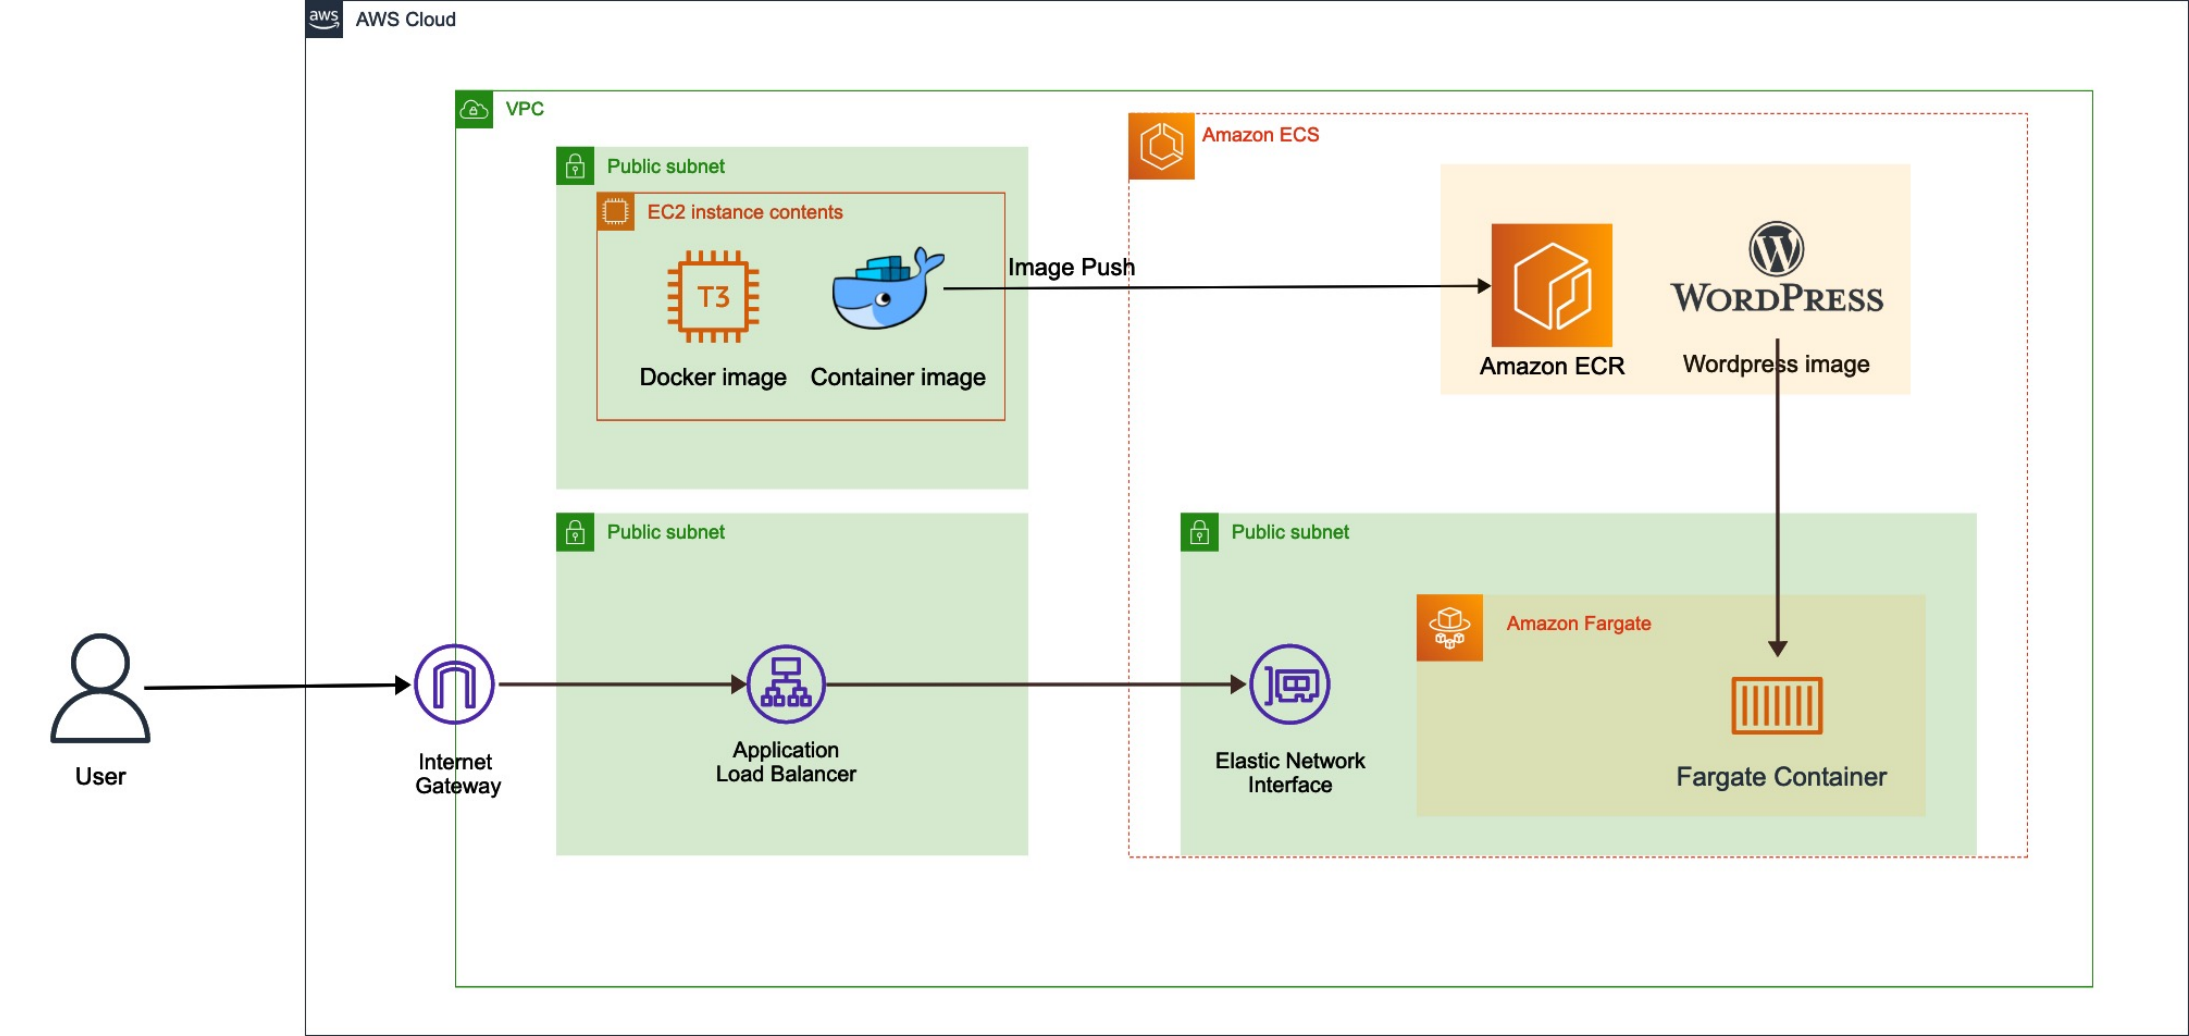 aws
AWS Cloud
VPC
Amazon ECS
Public subnet
EC2 instance contents
T3
Docker image
Container image
Image Push
Amazon ECR
WORDPRESS
Wordpress image
Public subnet
Public subnet
Amazon Fargate
User
Internet
Gateway
Application
Load Balancer
Elastic Network
Interface
Fargate Container